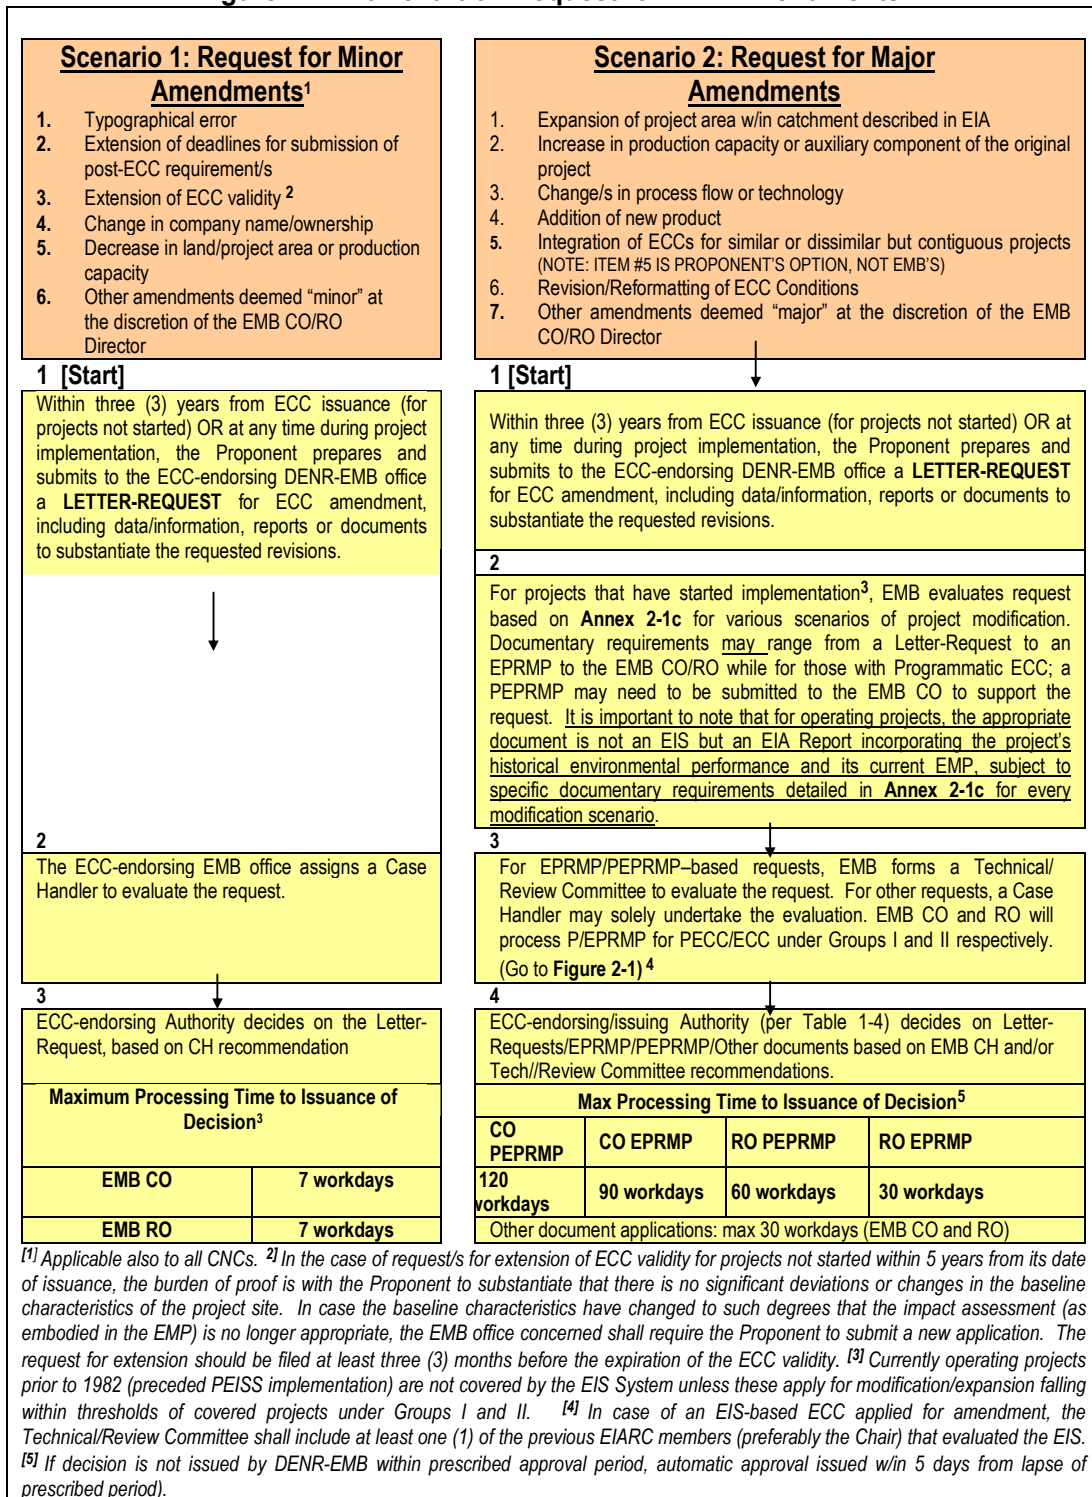 Scenario 1: Request for Minor
Amendments1
1. Typographical error
2. Extension of deadlines for submission of
post-ECC requirement/s
3. Extension of ECC validity 2
4. Change in company name/ownership
5. Decrease in land/project area or production
capacity
6. Other amendments deemed “minor” at
the discretion of the EMB CO/RO
Director
1 [Start]
Within three (3) years from ECC issuance (for
projects not started) OR at any time during project
implementation, the Proponent prepares and
submits to the ECC-endorsing DENR-EMB office
a LETTER-REQUEST for ECC amendment,
including data/information, reports or documents
to substantiate the requested revisions.
2
The ECC-endorsing EMB office assigns a Case
Handler to evaluate the request.
3
ECC-endorsing Authority decides on the Letter-
Request, based on CH recommendation
Maximum Processing Time to Issuance of
Decision3
EMB CO 7 workdays
EMB RO 7 workdays
Scenario 2: Request for Major
Amendments
1. Expansion of project area w/in catchment described in EIA
2. Increase in production capacity or auxiliary component of the original
project
3. Change/s in process flow or technology
4. Addition of new product
5. Integration of ECCs for similar or dissimilar but contiguous projects
(NOTE: ITEM #5 IS PROPONENT’S OPTION, NOT EMB’S)
6. Revision/Reformatting of ECC Conditions
7. Other amendments deemed “major” at the discretion of the EMB
CO/RO Director
1 [Start]
Within three (3) years from ECC issuance (for projects not started) OR at
any time during project implementation, the Proponent prepares and
submits to the ECC-endorsing DENR-EMB office a LETTER-REQUEST
for ECC amendment, including data/information, reports or documents to
substantiate the requested revisions.
2
For projects that have started implementation3, EMB evaluates request
based on Annex 2-1c for various scenarios of project modification.
Documentary requirements may range from a Letter-Request to an
EPRMP to the EMB CO/RO while for those with Programmatic ECC; a
PEPRMP may need to be submitted to the EMB CO to support the
request. It is important to note that for operating projects, the appropriate
document is not an EIS but an EIA Report incorporating the project’s
historical environmental performance and its current EMP, subject to
specific documentary requirements detailed in Annex 2-1c for every
modification scenario.
3
For EPRMP/PEPRMP–based requests, EMB forms a Technical/
Review Committee to evaluate the request. For other requests, a Case
Handler may solely undertake the evaluation. EMB CO and RO will
process P/EPRMP for PECC/ECC under Groups I and II respectively.
(Go to Figure 2-1) 4
4
ECC-endorsing/issuing Authority (per Table 1-4) decides on Letter-
Requests/EPRMP/PEPRMP/Other documents based on EMB CH and/or
Tech//Review Committee recommendations.
Max Processing Time to Issuance of Decision5
CO
PEPRMP CO EPRMP RO PEPRMP RO EPRMP
120
workdays 90 workdays 60 workdays 30 workdays
Other document applications: max 30 workdays (EMB CO and RO)
[1] Applicable also to all CNCs. 2] In the case of request/s for extension of ECC validity for projects not started within 5 years from its date
of issuance, the burden of proof is with the Proponent to substantiate that there is no significant deviations or changes in the baseline
characteristics of the project site. In case the baseline characteristics have changed to such degrees that the impact assessment (as
embodied in the EMP) is no longer appropriate, the EMB office concerned shall require the Proponent to submit a new application. The
request for extension should be filed at least three (3) months before the expiration of the ECC validity. [3] Currently operating projects
prior to 1982 (preceded PEISS implementation) are not covered by the EIS System unless these apply for modification/expansion falling
within thresholds of covered projects under Groups I and II. [4] In case of an EIS-based ECC applied for amendment, the
Technical/Review Committee shall include at least one (1) of the previous EIARC members (preferably the Chair) that evaluated the EIS.
[5] If decision is not issued by DENR-EMB within prescribed approval period, automatic approval issued w/in 5 days from lapse of
prescribed period).